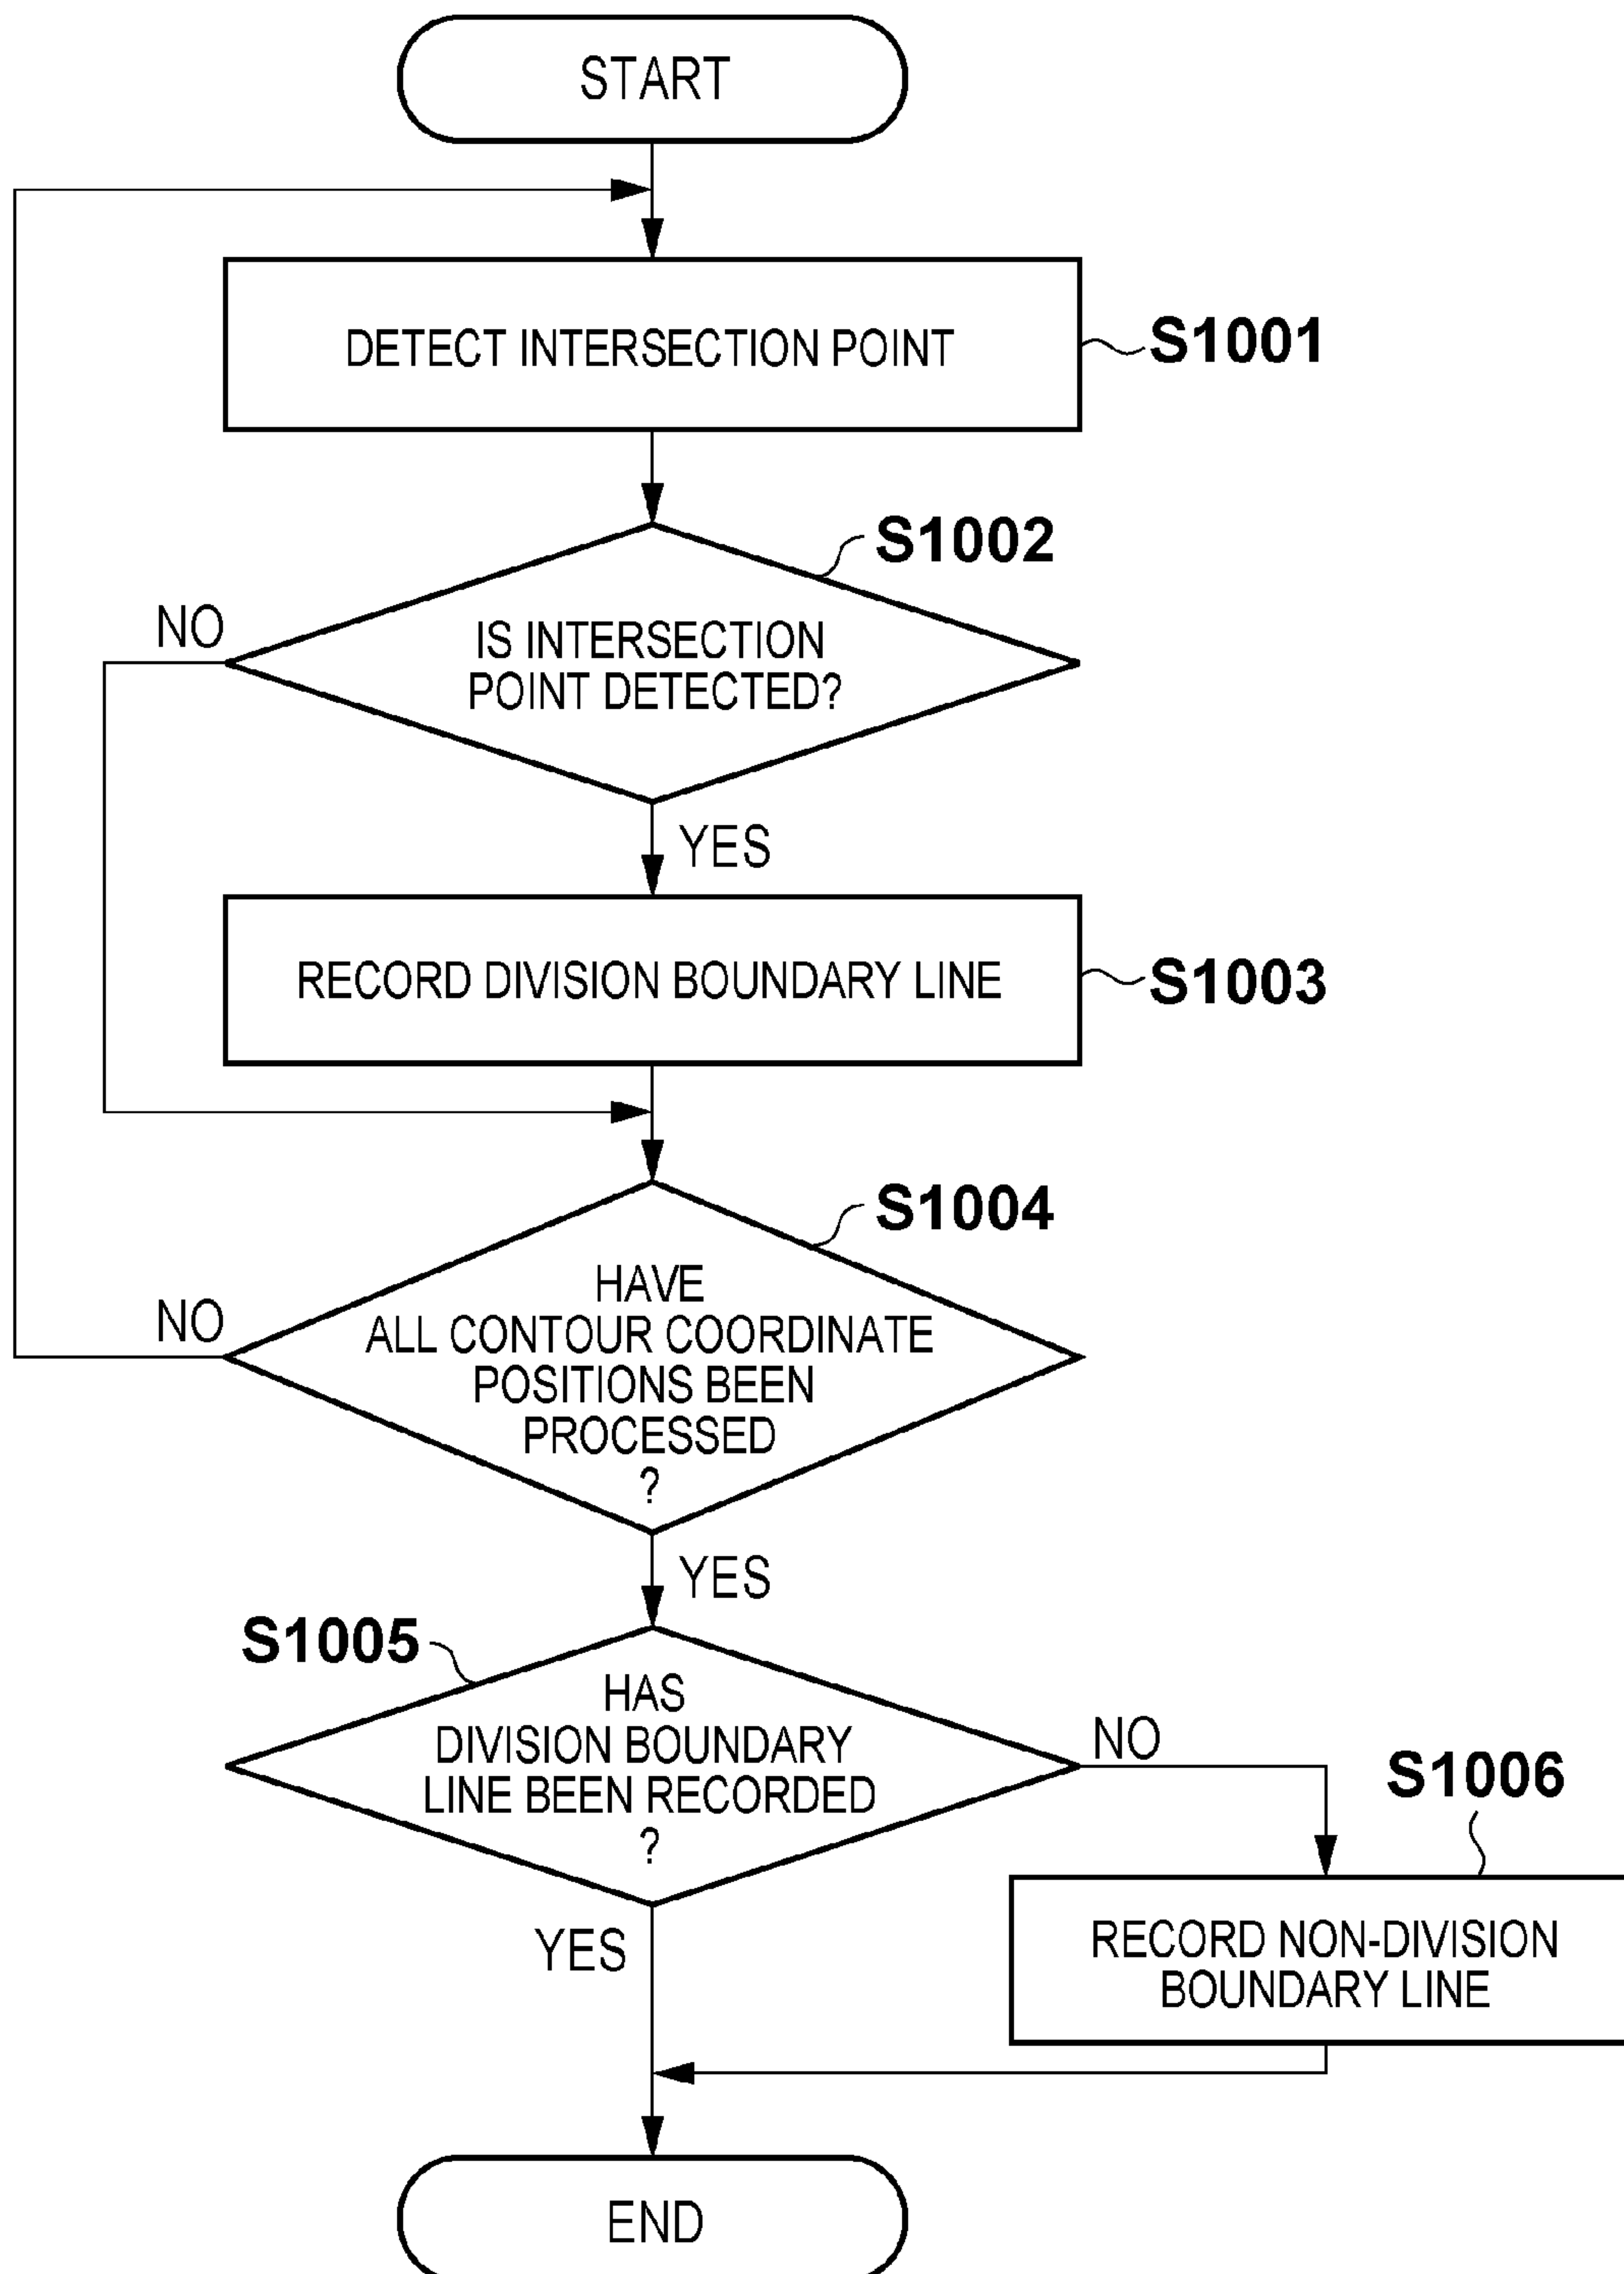 START
DETECT INTERSECTION POINT
S1001
S1002
NO
IS INTERSECTION
POINT DETECTED?
YES
RECORD DIVISION BOUNDARY LINE
S1003
S1004
NO
HAVE
ALL CONTOUR COORDINATE
POSITIONS BEEN
PROCESSED
?
YES
S1005
HAS
DIVISION BOUNDARY
LINE BEEN RECORDED
?
NO
S1006
YES
RECORD NON-DIVISION
BOUNDARY LINE
END